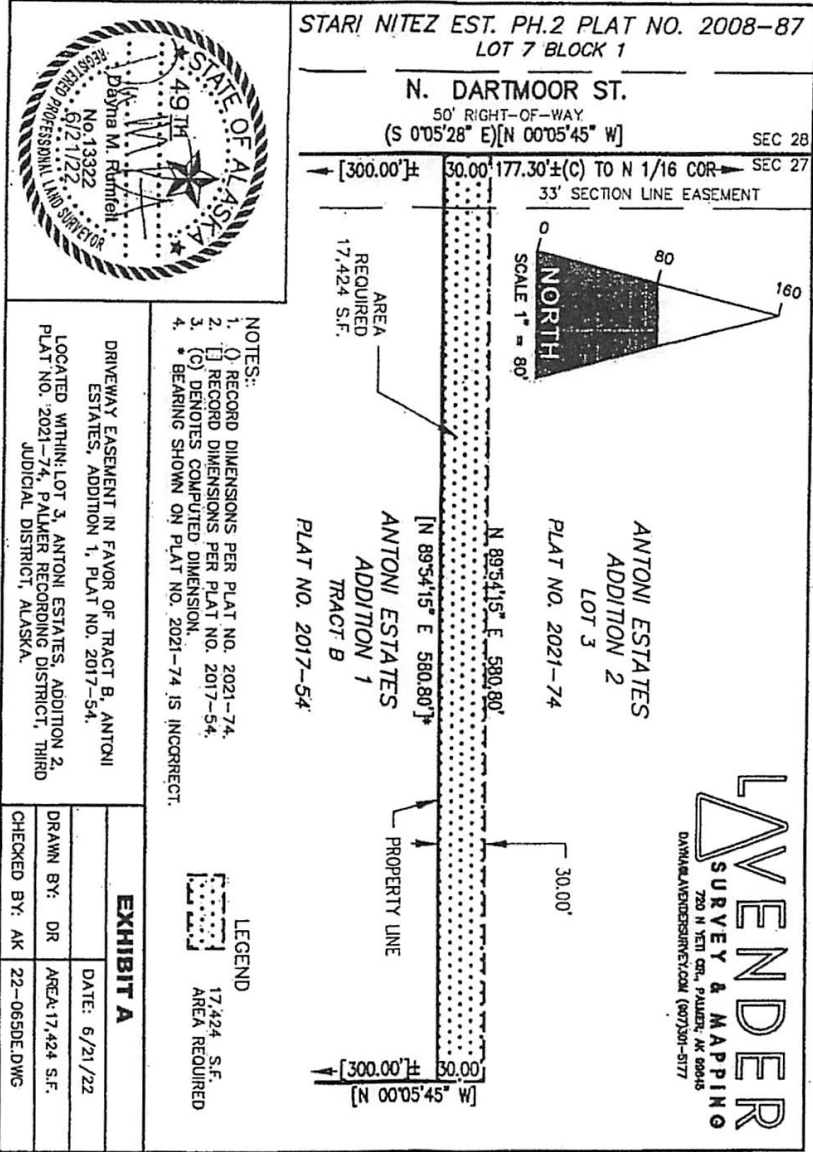 STARI NITEZ EST. PH.2 PLAT NO. 2008-87
LOT 7 BLOCK 1
N. DARTMOOR ST.
50' RIGHT-OF-WAY
(S 0°05'28" E)[N 00°05'45" W]
SEC 28
SEC 27
[300.00']±
30.00'
177.30'±(C) TO N 1/16 COR
33' SECTION LINE EASEMENT
0
80
160
NORTH
SCALE 1" = 80'
AREA
REQUIRED
17,424 S.F.
ANTONI ESTATES
ADDITION 2
LOT 3
PLAT NO. 2021-74
N 89°54'15" E 580.80'
[N 89°54'15" E 580.80']*
ANTONI ESTATES
ADDITION 1
TRACT B
PLAT NO. 2017-54
30.00'
PROPERTY LINE
[300.00']±
30.00'
[N 00°05'45" W]
LAVENDER
SURVEY & MAPPING
720 N YETI CIR., PALMER, AK 99645
DAYNA@LAVENDERSURVEY.COM (907)301-5177
STATE OF ALASKA
49TH
Dayna M. Rumfelt
No. 13322
6/21/22
REGISTERED PROFESSIONAL LAND SURVEYOR
NOTES:
1. () RECORD DIMENSIONS PER PLAT NO. 2021-74.
2. [] RECORD DIMENSIONS PER PLAT NO. 2017-54.
3. (C) DENOTES COMPUTED DIMENSION.
4. * BEARING SHOWN ON PLAT NO. 2021-74 IS INCORRECT.
LEGEND
17,424 S.F.
AREA REQUIRED
DRIVEWAY EASEMENT IN FAVOR OF TRACT B, ANTONI
ESTATES, ADDITION 1, PLAT NO. 2017-54.
LOCATED WITHIN: LOT 3, ANTONI ESTATES, ADDITION 2,
PLAT NO. 2021-74, PALMER RECORDING DISTRICT, THIRD
JUDICIAL DISTRICT, ALASKA.
EXHIBIT A
DATE: 6/21/22
DRAWN BY: DR
AREA: 17,424 S.F.
CHECKED BY: AK
22-065DE.DWG